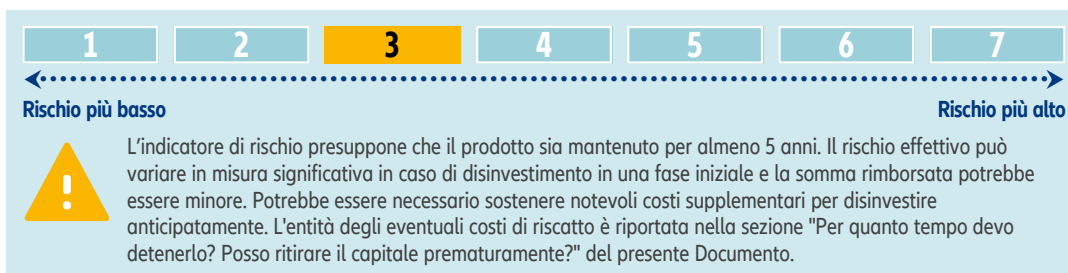 1 2 3 4 5 6 7
Rischio più basso Rischio più alto
L'indicatore di rischio presuppone che il prodotto sia mantenuto per almeno 5 anni. Il rischio effettivo può
variare in misura significativa in caso di disinvestimento in una fase iniziale e la somma rimborsata potrebbe
essere minore. Potrebbe essere necessario sostenere notevoli costi supplementari per disinvestire
anticipatamente. L'entità degli eventuali costi di riscatto è riportata nella sezione "Per quanto tempo devo
detenerlo? Posso ritirare il capitale prematuramente?" del presente Documento.